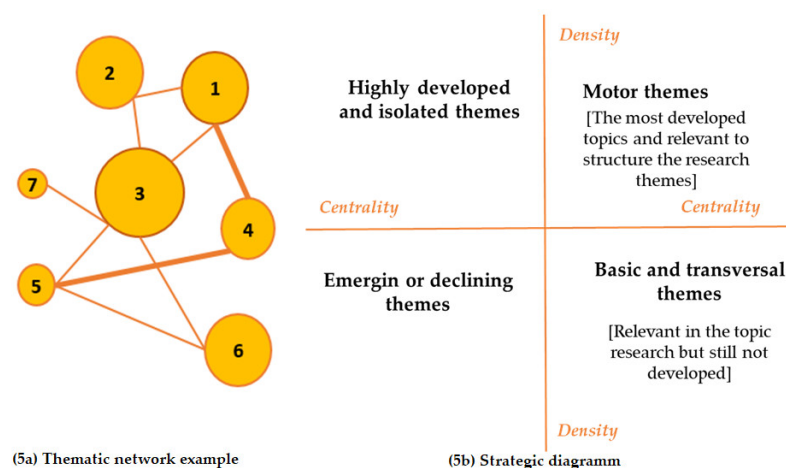 2
1
3
7
4
5
6
(5a) Thematic network example
Density
Highly developed
and isolated themes
Motor themes
[The most developed
topics and relevant to
structure the research
themes]
Centrality
Centrality
Emergin or declining
themes
Basic and transversal
themes
[Relevant in the topic
research but still not
developed]
Density
(5b) Strategic diagramm